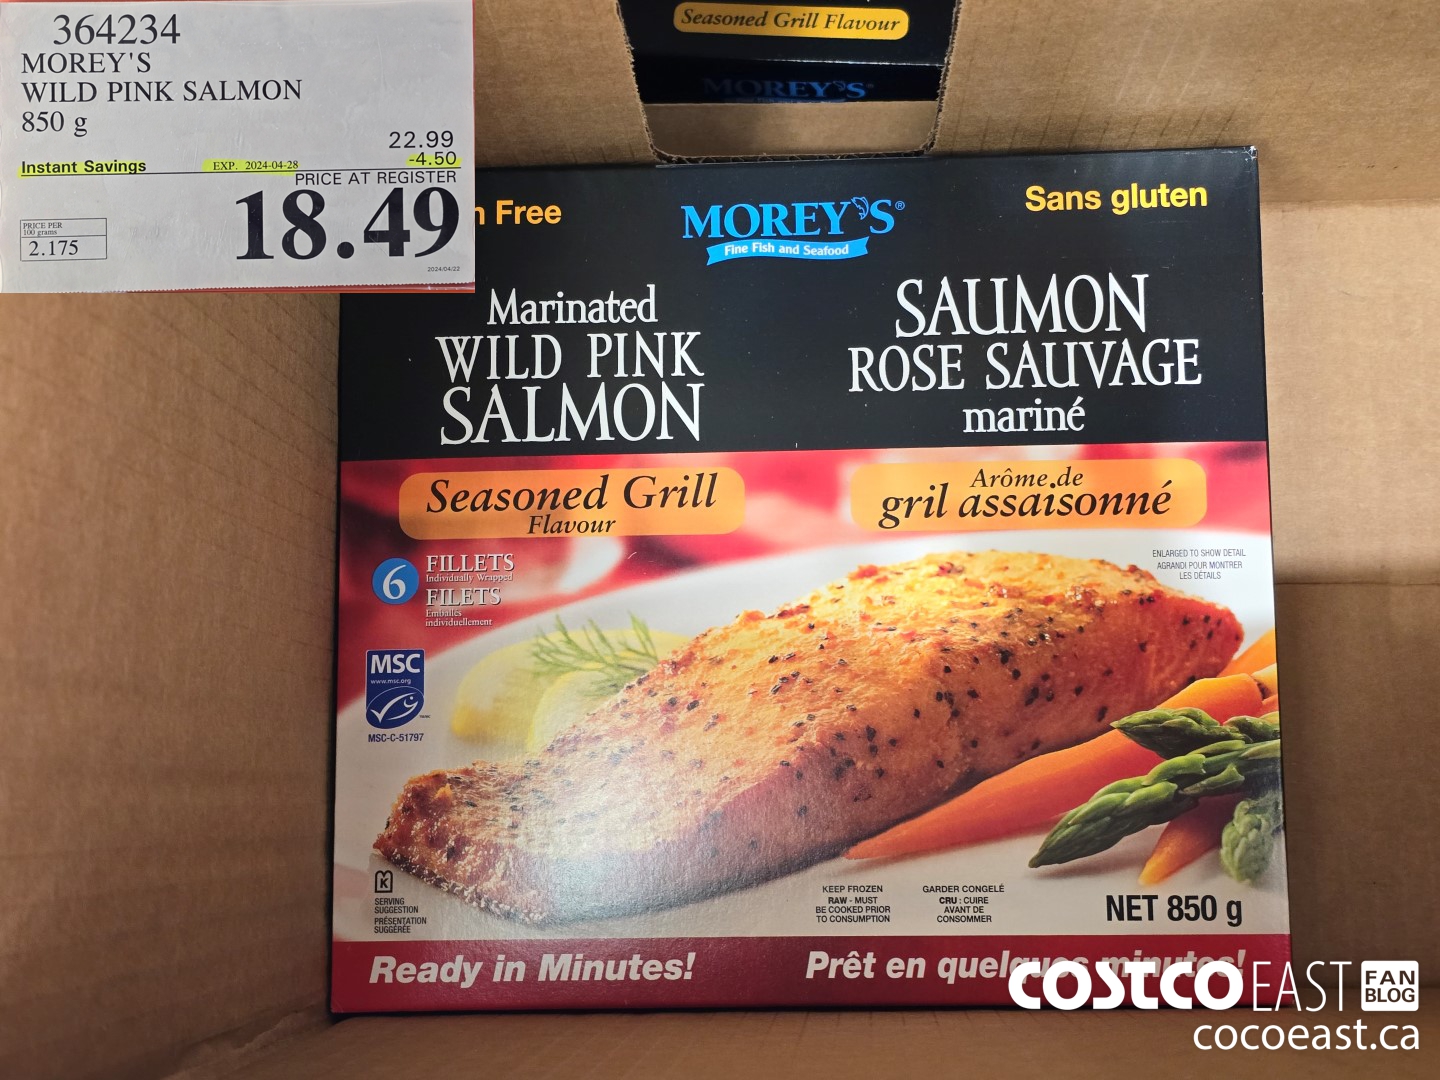 364234
MOREY'S
WILD PINK SALMON
850 g
22.99
Instant Savings EXP. 2024-04-28 -4.50
PRICE AT REGISTER
18.49
PRICE PER
100 grams
2.175
2024/04/22
Seasoned Grill Flavour
MOREY'S
Free
MOREY'S®
Fine Fish and Seafood
Sans gluten
Marinated
WILD PINK
SALMON
SAUMON
ROSE SAUVAGE
mariné
Seasoned Grill
Flavour
Arôme de
gril assaisonné
6 FILLETS
Individually Wrapped
FILETS
Emballés
individuellement
ENLARGED TO SHOW DETAIL
AGRANDI POUR MONTRER
LES DÉTAILS
MSC
www.msc.org
MSC-C-51797
K
SERVING
SUGGESTION
PRÉSENTATION
SUGGÉRÉE
KEEP FROZEN
RAW - MUST
BE COOKED PRIOR
TO CONSUMPTION
GARDER CONGELÉ
CRU : CUIRE
AVANT DE
CONSOMMER
NET 850 g
Ready in Minutes!
Prêt en quelques minutes!
COSTCO EAST FAN BLOG
cocoeast.ca